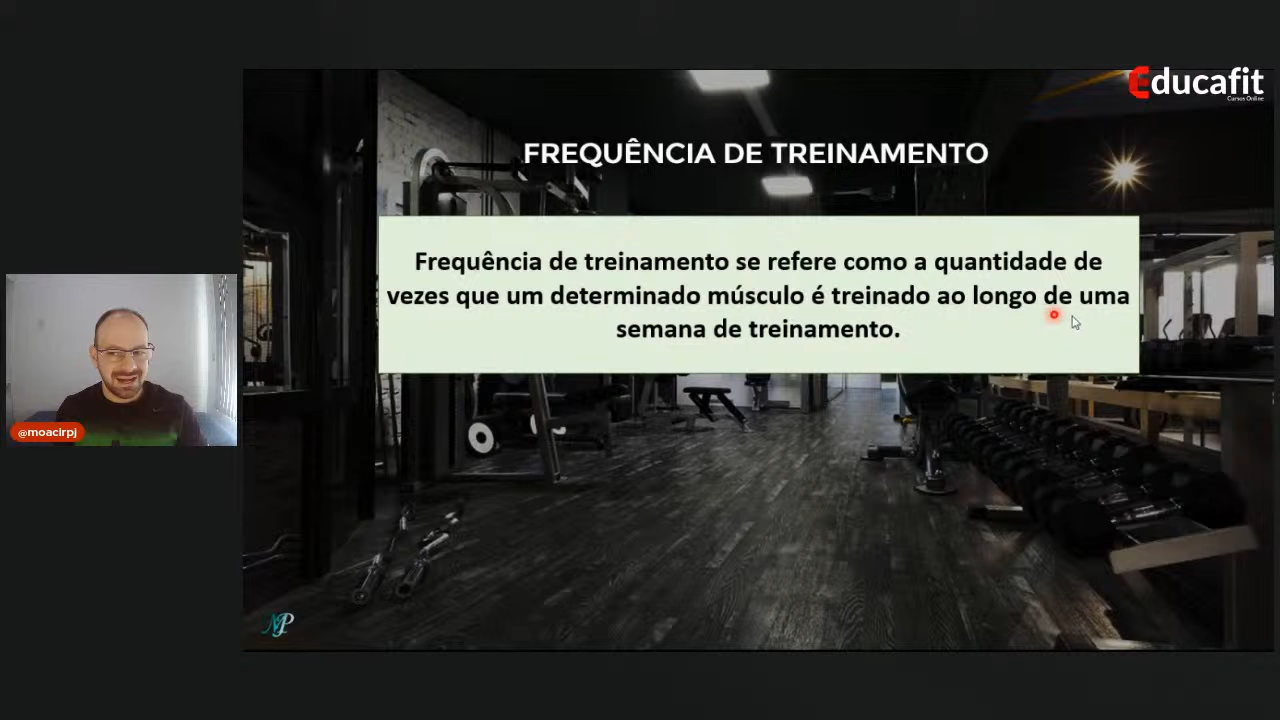 Educafit
Cursos Online
FREQUÊNCIA DE TREINAMENTO
Frequência de treinamento se refere como a quantidade de
vezes que um determinado músculo é treinado ao longo de uma
semana de treinamento.
@moacirpj
MP